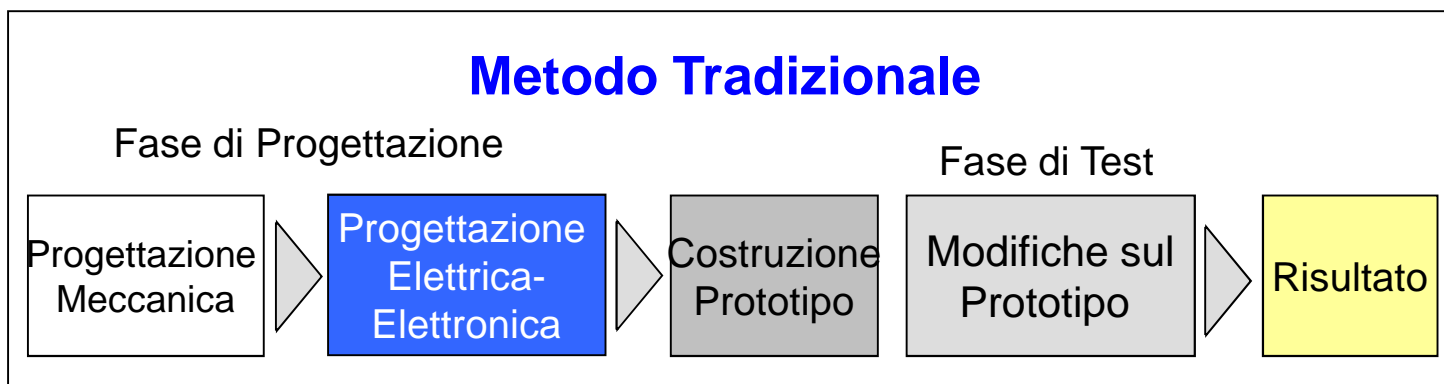 Metodo Tradizionale
Fase di Progettazione
Fase di Test
Progettazione
Meccanica
Progettazione
Elettrica-
Elettronica
Costruzione
Prototipo
Modifiche sul
Prototipo
Risultato